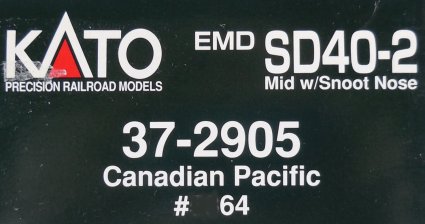 KATO
PRECISION RAILROAD MODELS
EMD SD40-2
Mid w/Snoot Nose
37-2905
Canadian Pacific
# 64